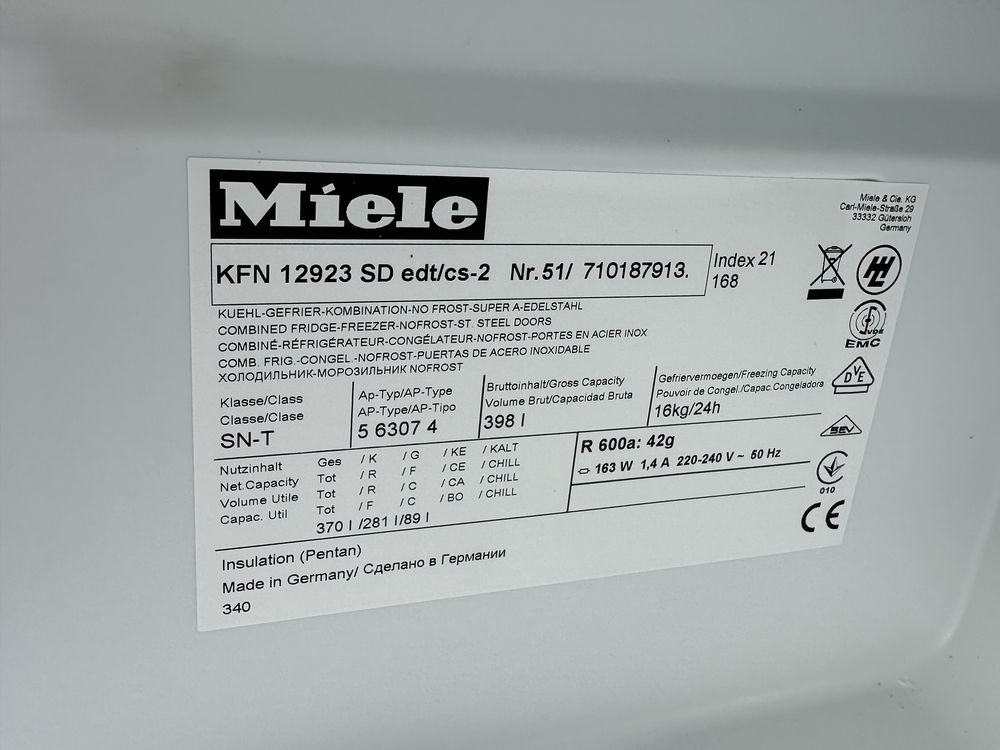 Miele
Miele & Cie. KG
Carl-Miele-Straße 29
33332 Gütersloh
Germany
KFN 12923 SD edt/cs-2 Nr. 51/ 710187913.
Index 21
168
KUEHL-GEFRIER-KOMBINATION-NO FROST-SUPER A-EDELSTAHL
COMBINED FRIDGE-FREEZER-NOFROST-ST. STEEL DOORS
COMBINÉ-RÉFRIGÉRATEUR-CONGÉLATEUR-NOFROST-PORTES EN ACIER INOX
COMB. FRIG.-CONGEL.-NOFROST-PUERTAS DE ACERO INOXIDABLE
ХОЛОДИЛЬНИК-МОРОЗИЛЬНИК NOFROST
Klasse/Class
Classe/Clase
SN-T
Ap-Typ/AP-Type
AP-Type/AP-Tipo
5 6307 4
Bruttoinhalt/Gross Capacity
Volume Brut/Capacidad Bruta
398 l
Gefriervermoegen/Freezing Capacity
Pouvoir de Congel./Capac.Congeladora
16kg/24h
Nutzinhalt Ges / K / G / KE / KALT
Net.Capacity Tot / R / F / CE / CHILL
Volume Utile Tot / R / C / CA / CHILL
Capac. Util Tot / F / C / BO / CHILL
370 l /281 l/89 l
R 600a: 42g
163 W 1,4 A 220-240 V ~ 50 Hz
VDE
EMC
DVE
SEV
010
CE
Insulation (Pentan)
Made in Germany/ Сделано в Германии
340